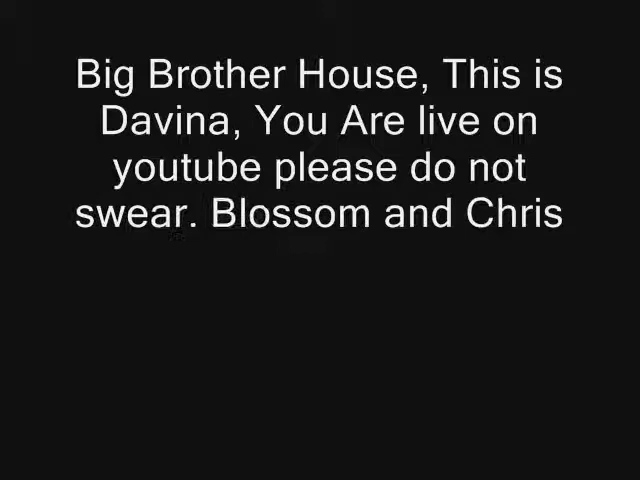 Big Brother House, This is
Davina, You Are live on
youtube please do not
swear. Blossom and Chris